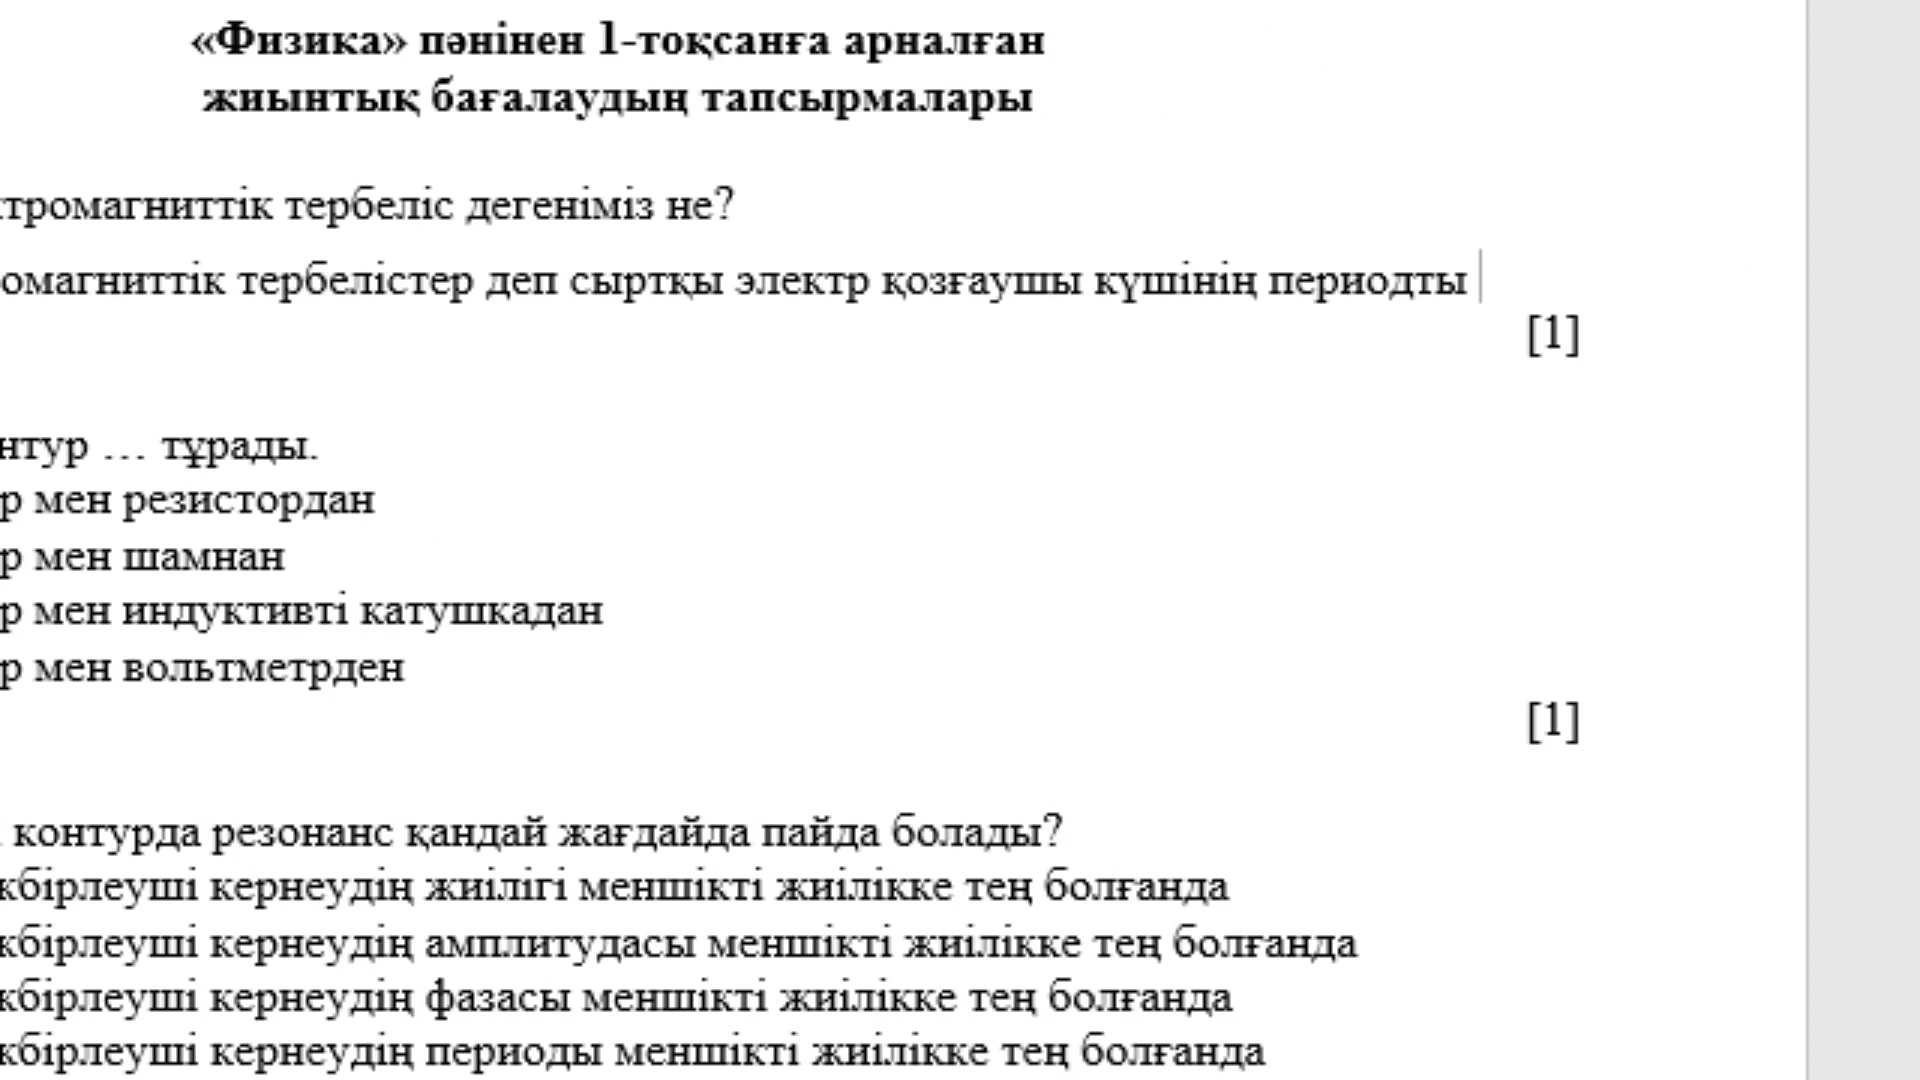 «Физика» пәнінен 1-тоқсанға арналған
жиынтық бағалаудың тапсырмалары
тромагниттік тербеліс дегеніміз не?
омагниттік тербелістер деп сыртқы электр қозғаушы күшінің периодты
[1]
нтур … тұрады.
р мен резистордан
р мен шамнан
р мен индуктивті катушкадан
р мен вольтметрден
[1]
контурда резонанс қандай жағдайда пайда болады?
кбірлеуші кернеудің жиілігі меншікті жиілікке тең болғанда
кбірлеуші кернеудің амплитудасы меншікті жиілікке тең болғанда
кбірлеуші кернеудің фазасы меншікті жиілікке тең болғанда
кбірлеуші кернеудің периоды меншікті жиілікке тең болғанда